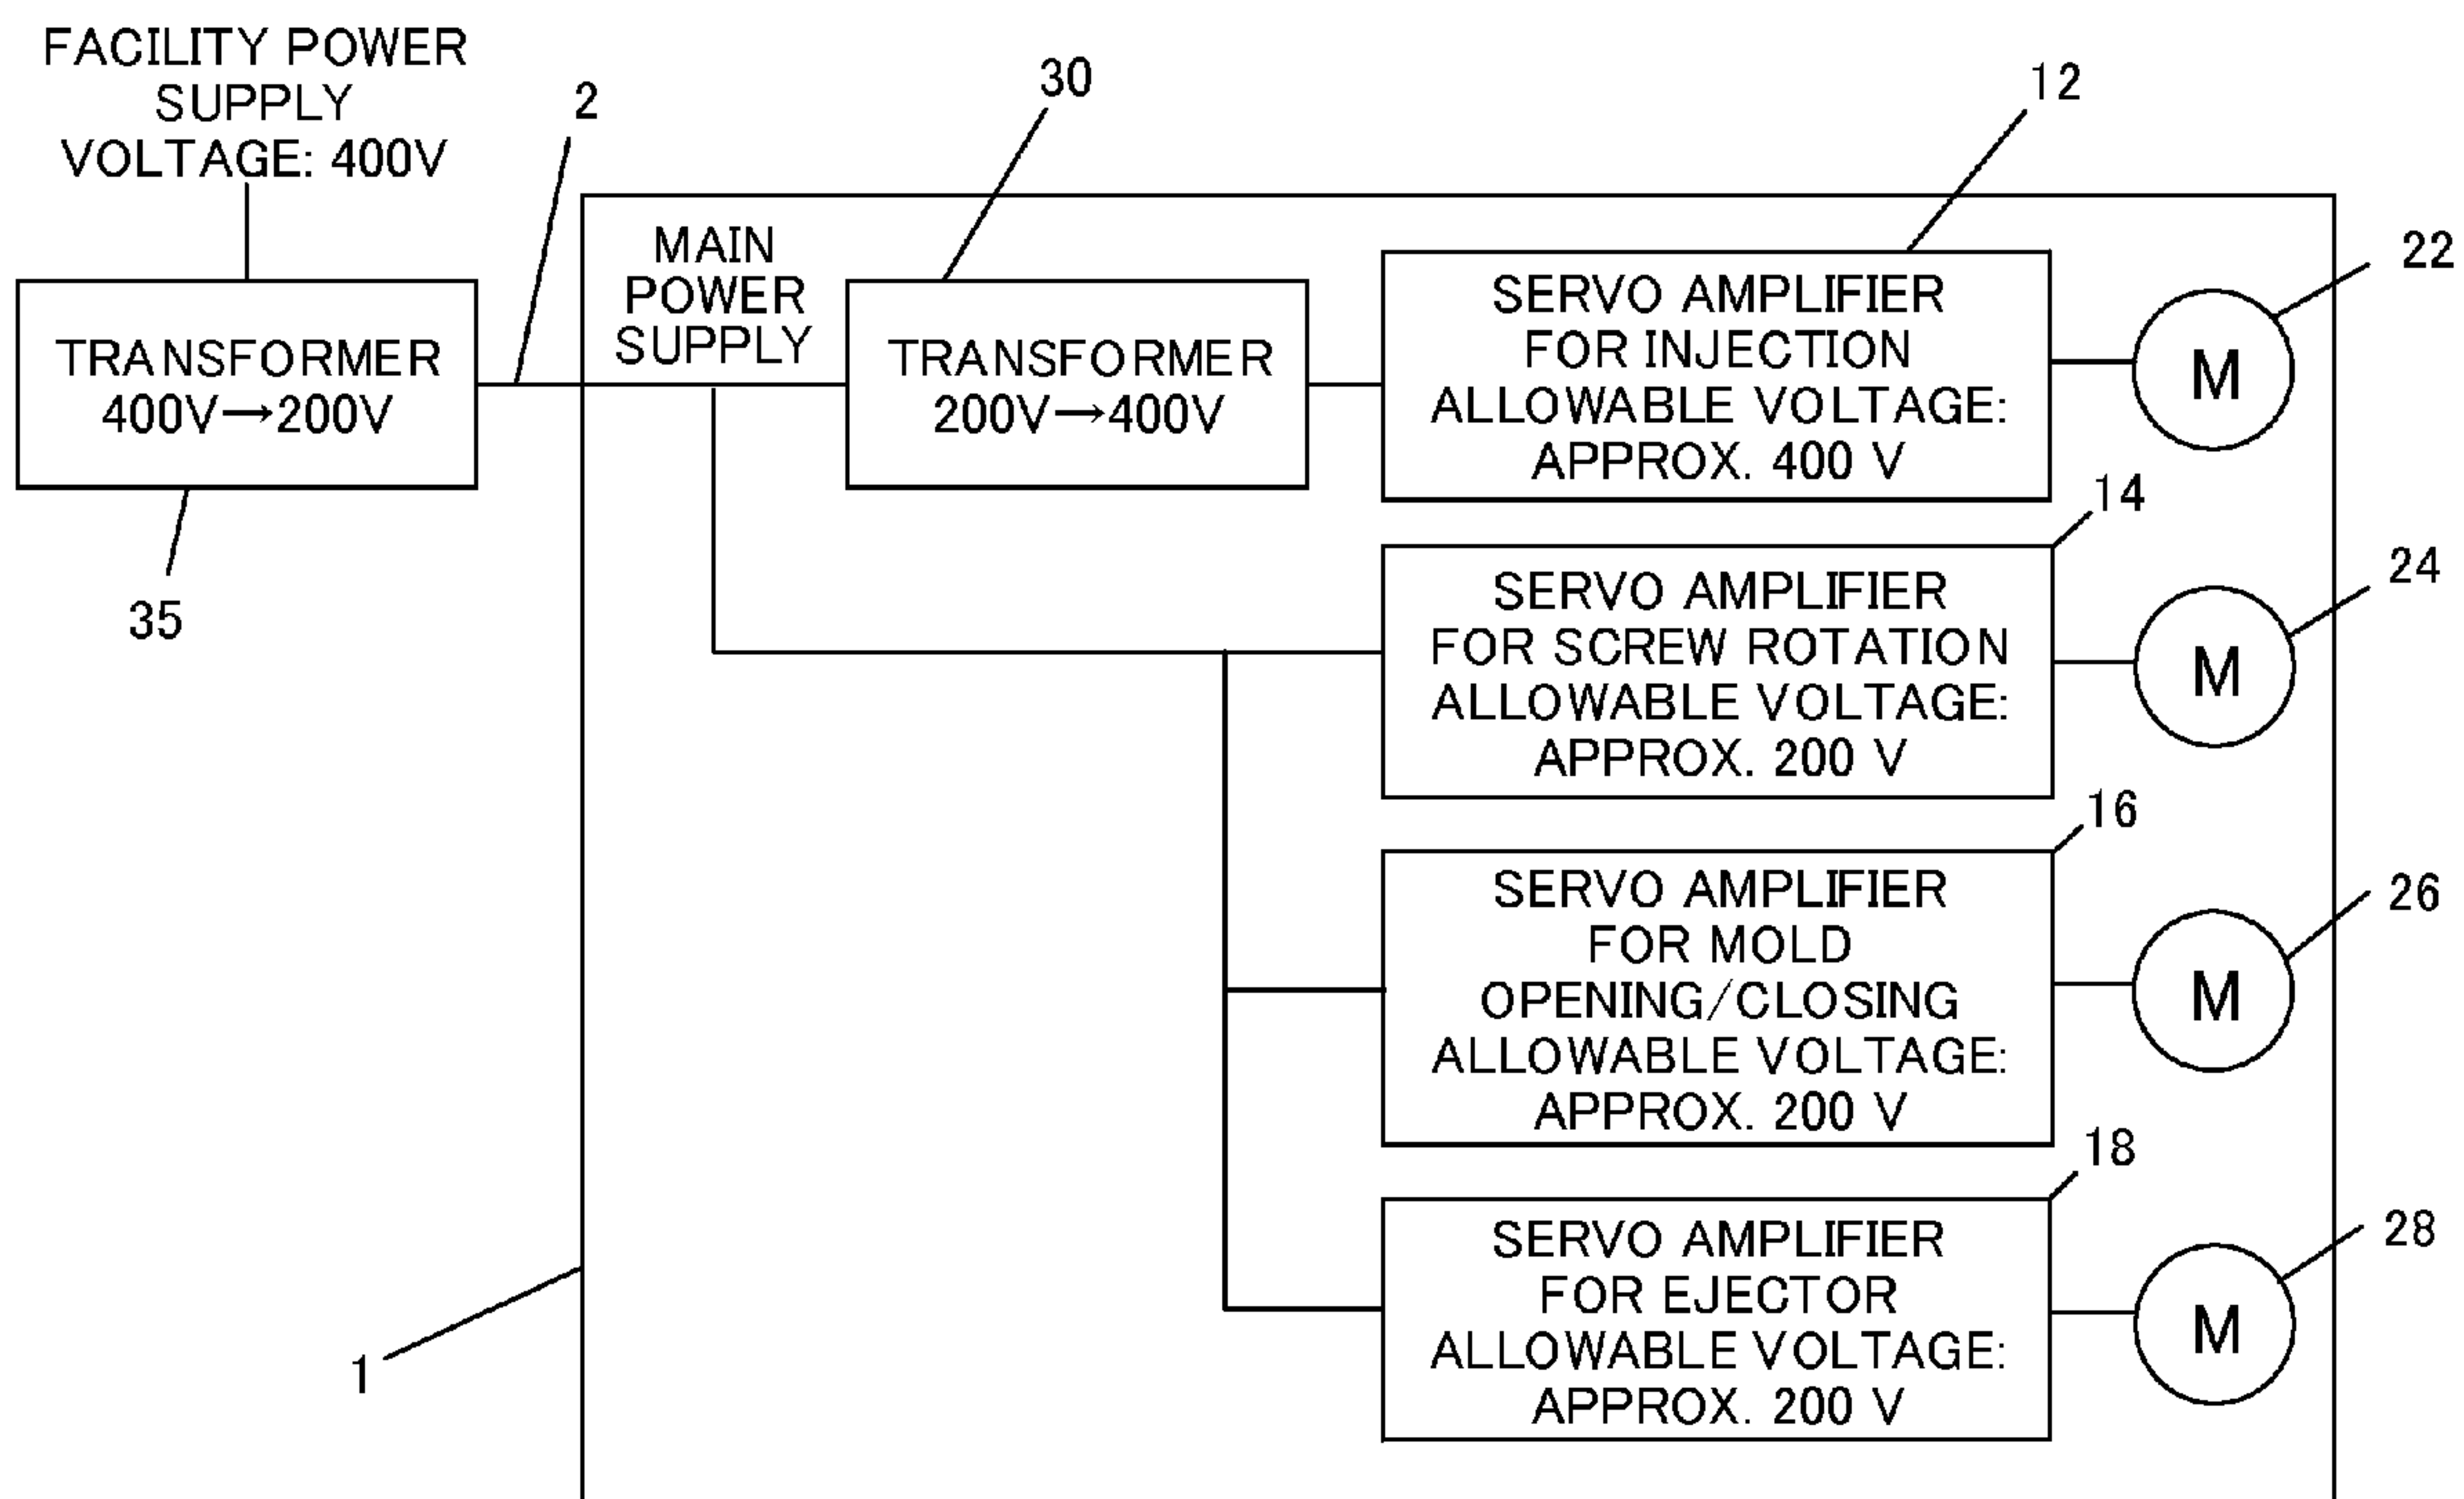 FACILITY POWER
SUPPLY
VOLTAGE: 400V
2
30
12
22
MAIN
POWER
SUPPLY
TRANSFORMER
400V→200V
35
TRANSFORMER
200V→400V
SERVO AMPLIFIER
FOR INJECTION
ALLOWABLE VOLTAGE:
APPROX. 400 V
M
14
24
SERVO AMPLIFIER
FOR SCREW ROTATION
ALLOWABLE VOLTAGE:
APPROX. 200 V
M
16
26
SERVO AMPLIFIER
FOR MOLD
OPENING/CLOSING
ALLOWABLE VOLTAGE:
APPROX. 200 V
M
18
28
SERVO AMPLIFIER
FOR EJECTOR
ALLOWABLE VOLTAGE:
APPROX. 200 V
M
1